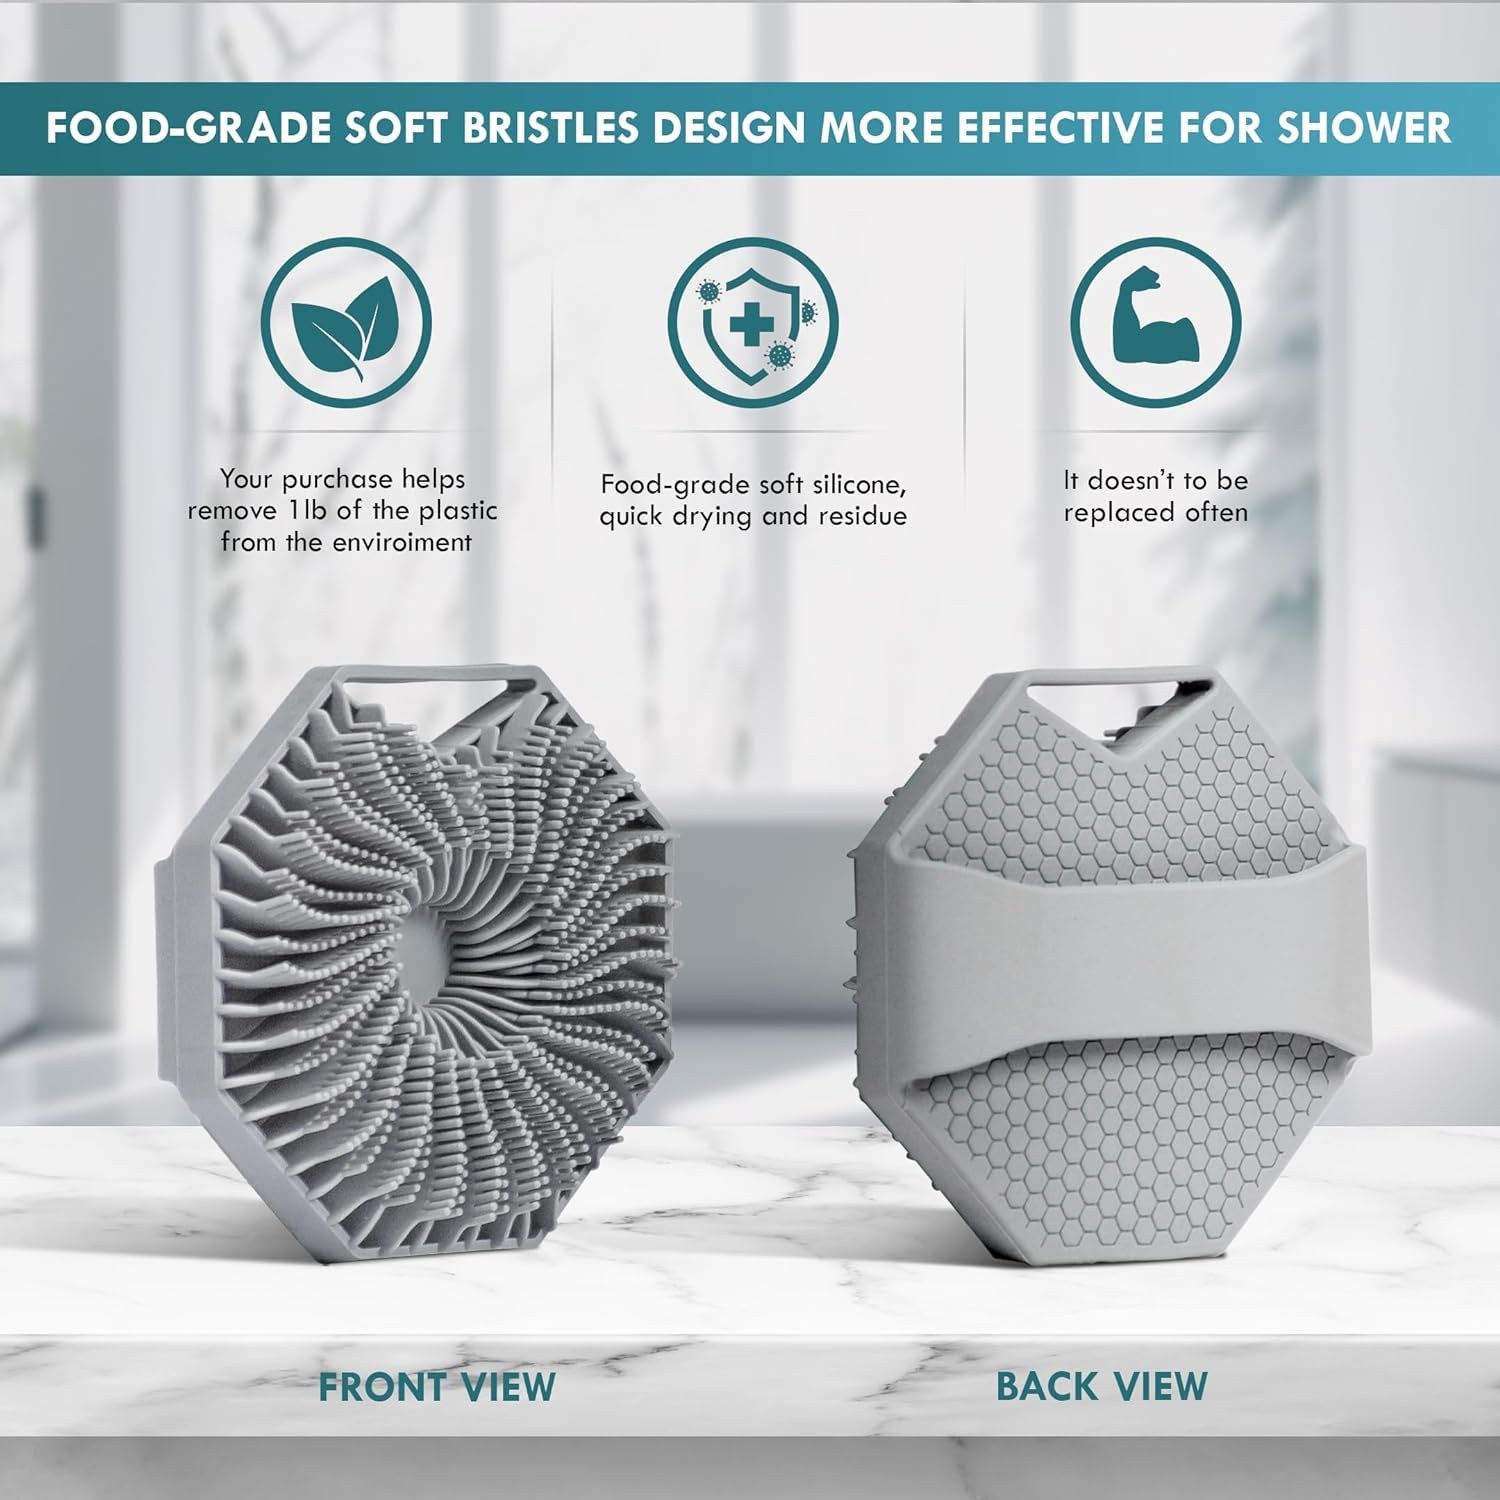 FOOD-GRADE SOFT BRISTLES DESIGN MORE EFFECTIVE FOR SHOWER
Your purchase helps
remove 1lb of the plastic
from the enviroiment
Food-grade soft silicone,
quick drying and residue
It doesn't to be
replaced often
FRONT VIEW
BACK VIEW